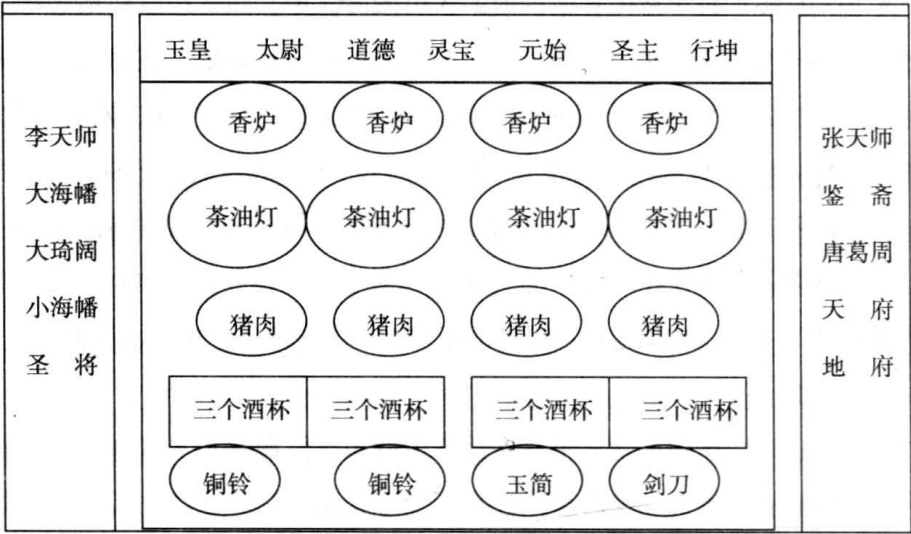 玉皇 太尉 道德 灵宝 元始 圣主 行坤
李天师
大海幡
大琦阔
小海幡
圣 将
香炉 香炉 香炉 香炉
茶油灯 茶油灯 茶油灯 茶油灯
猪肉 猪肉 猪肉 猪肉
三个酒杯 三个酒杯 三个酒杯 三个酒杯
铜铃 铜铃 玉简 剑刀
张天师
鉴 斋
唐葛周
天 府
地 府